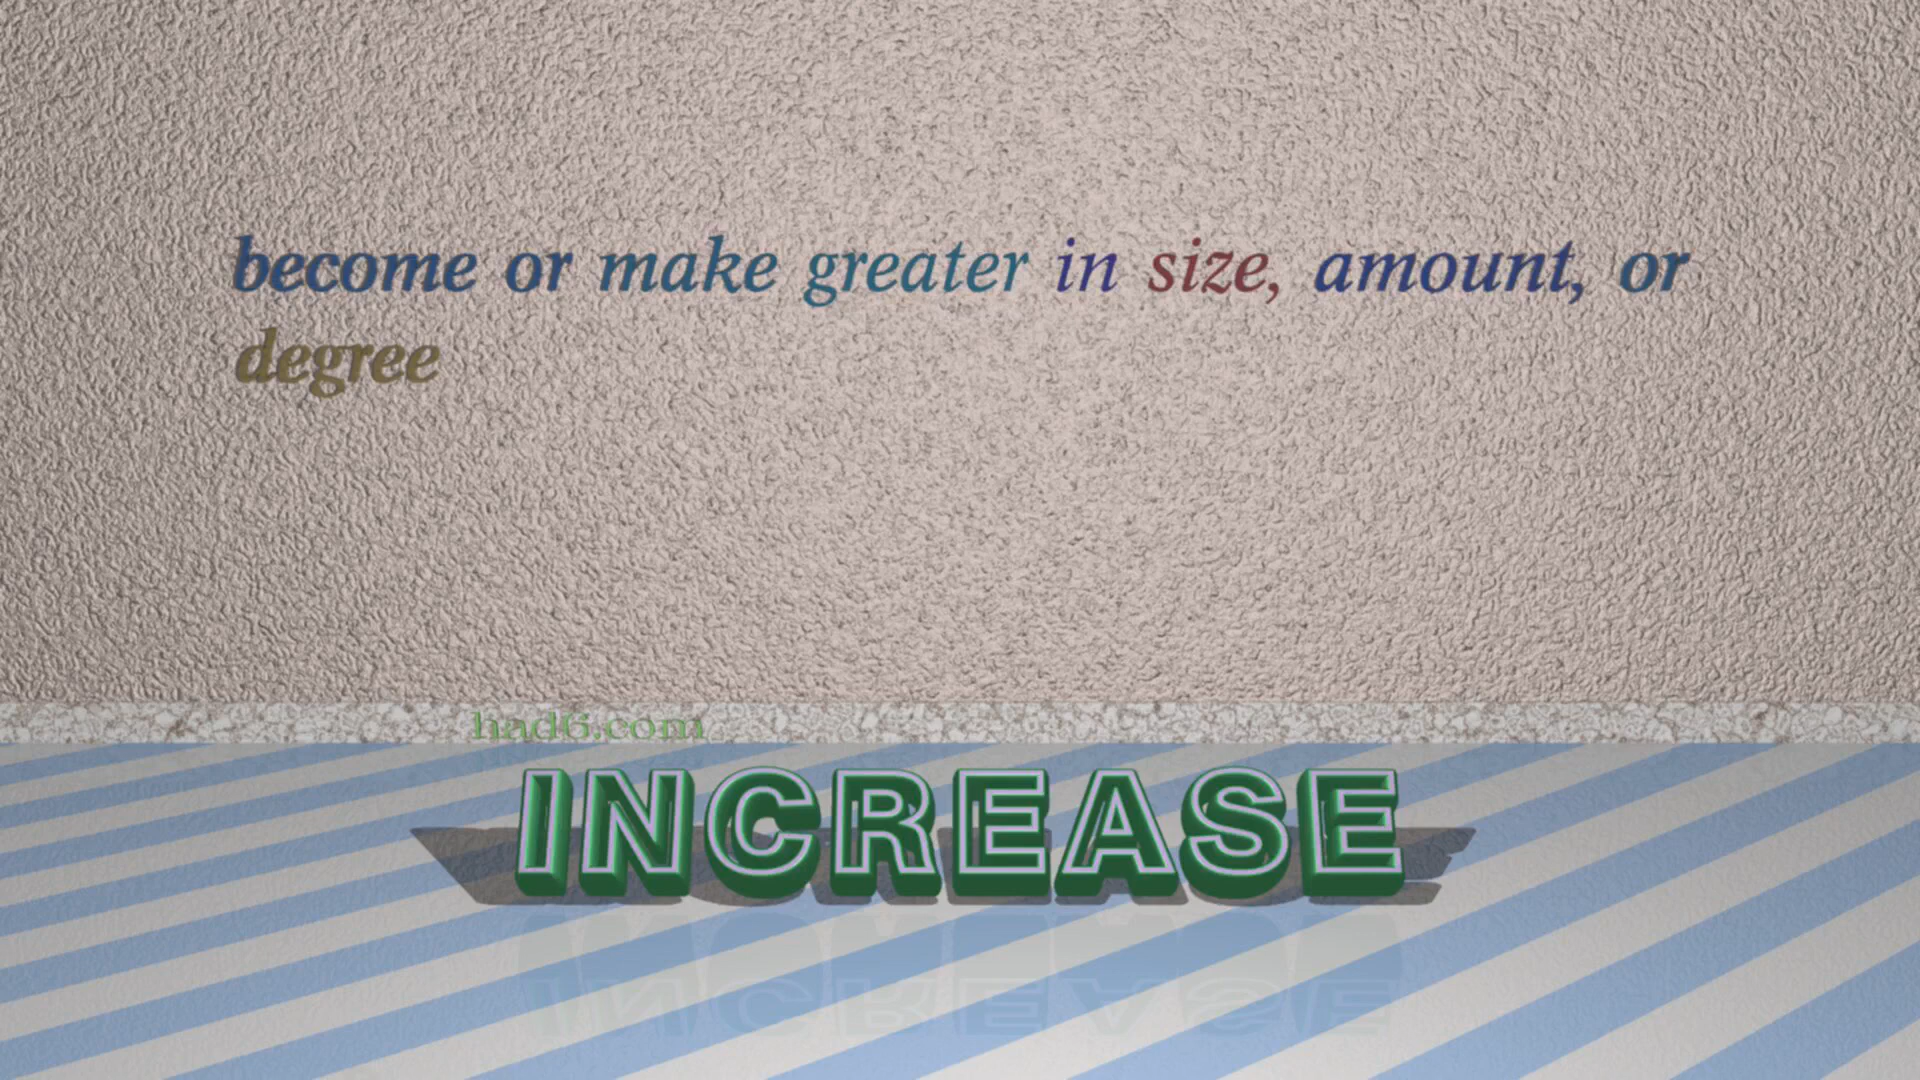 become or make greater in size, amount, or
degree
had6.com
INCREASE